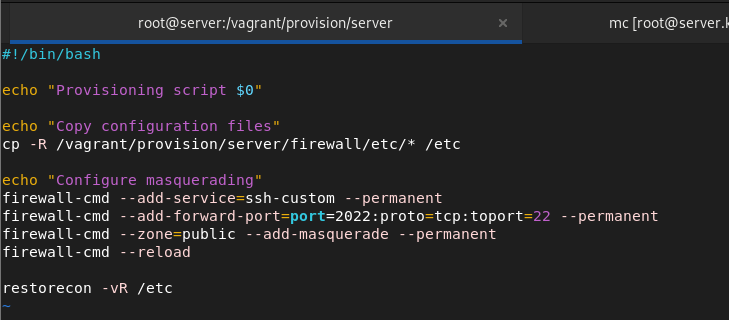 root@server:/vagrant/provision/server × mc [root@server.k
#!/bin/bash
echo "Provisioning script $0"
echo "Copy configuration files"
cp -R /vagrant/provision/server/firewall/etc/* /etc
echo "Configure masquerading"
firewall-cmd --add-service=ssh-custom --permanent
firewall-cmd --add-forward-port=port=2022:proto=tcp:toport=22 --permanent
firewall-cmd --zone=public --add-masquerade --permanent
firewall-cmd --reload
restorecon -vR /etc
~